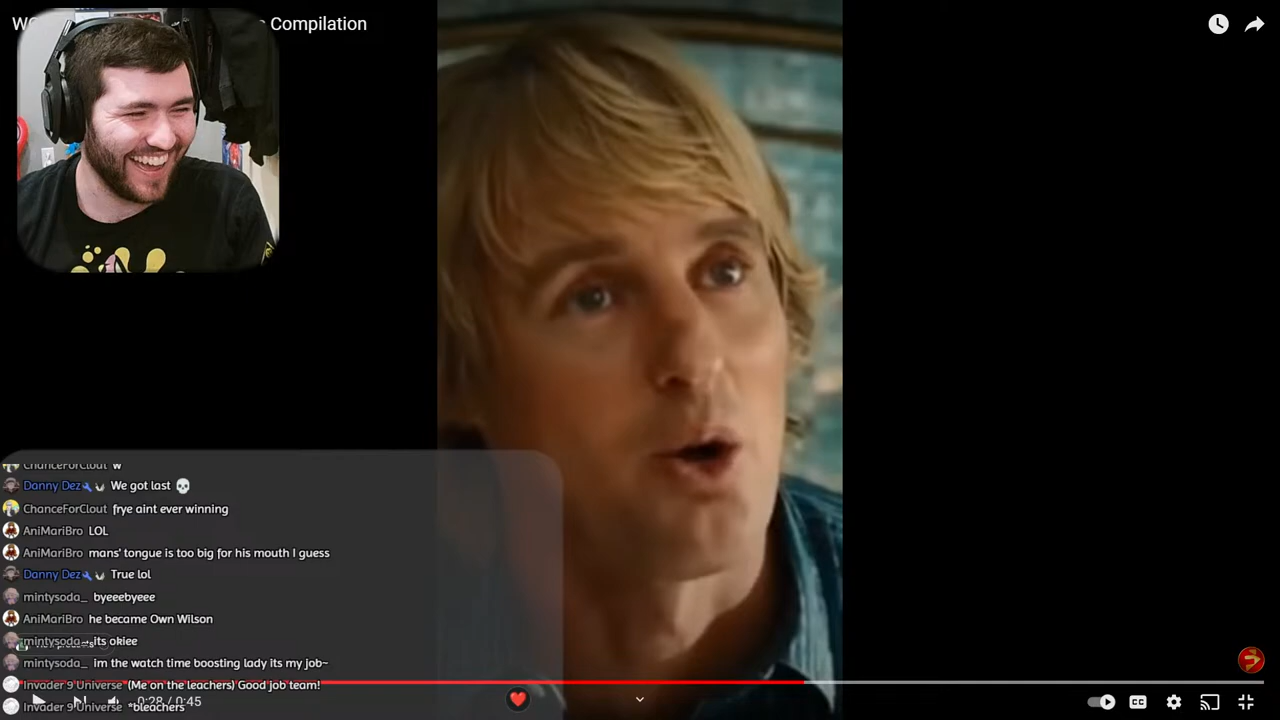 Compilation
ChanceForClout w
Danny Dez We got last 💀
ChanceForClout frye aint ever winning
AniMariBro LOL
AniMariBro mans' tongue is too big for his mouth I guess
Danny Dez True lol
mintysoda_ byeeebyeee
AniMariBro he became Own Wilson
mintysoda_ its okiee
mintysoda_ im the watch time boosting lady its my job~
Invader 9 Universe (Me on the leachers) Good job team!
Invader 9 Universe *bleachers
0:28 / 0:45
CC